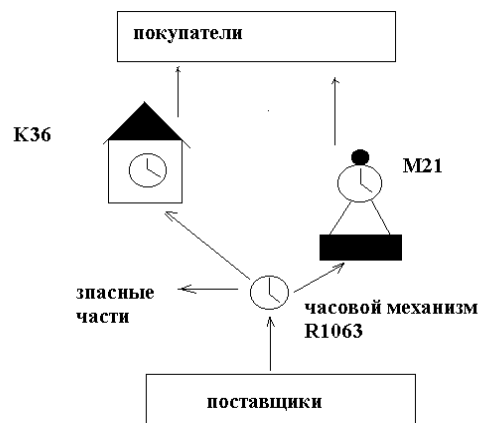 покупатели
К36
М21
зпасные
части
часовой механизм
R1063
поставщики